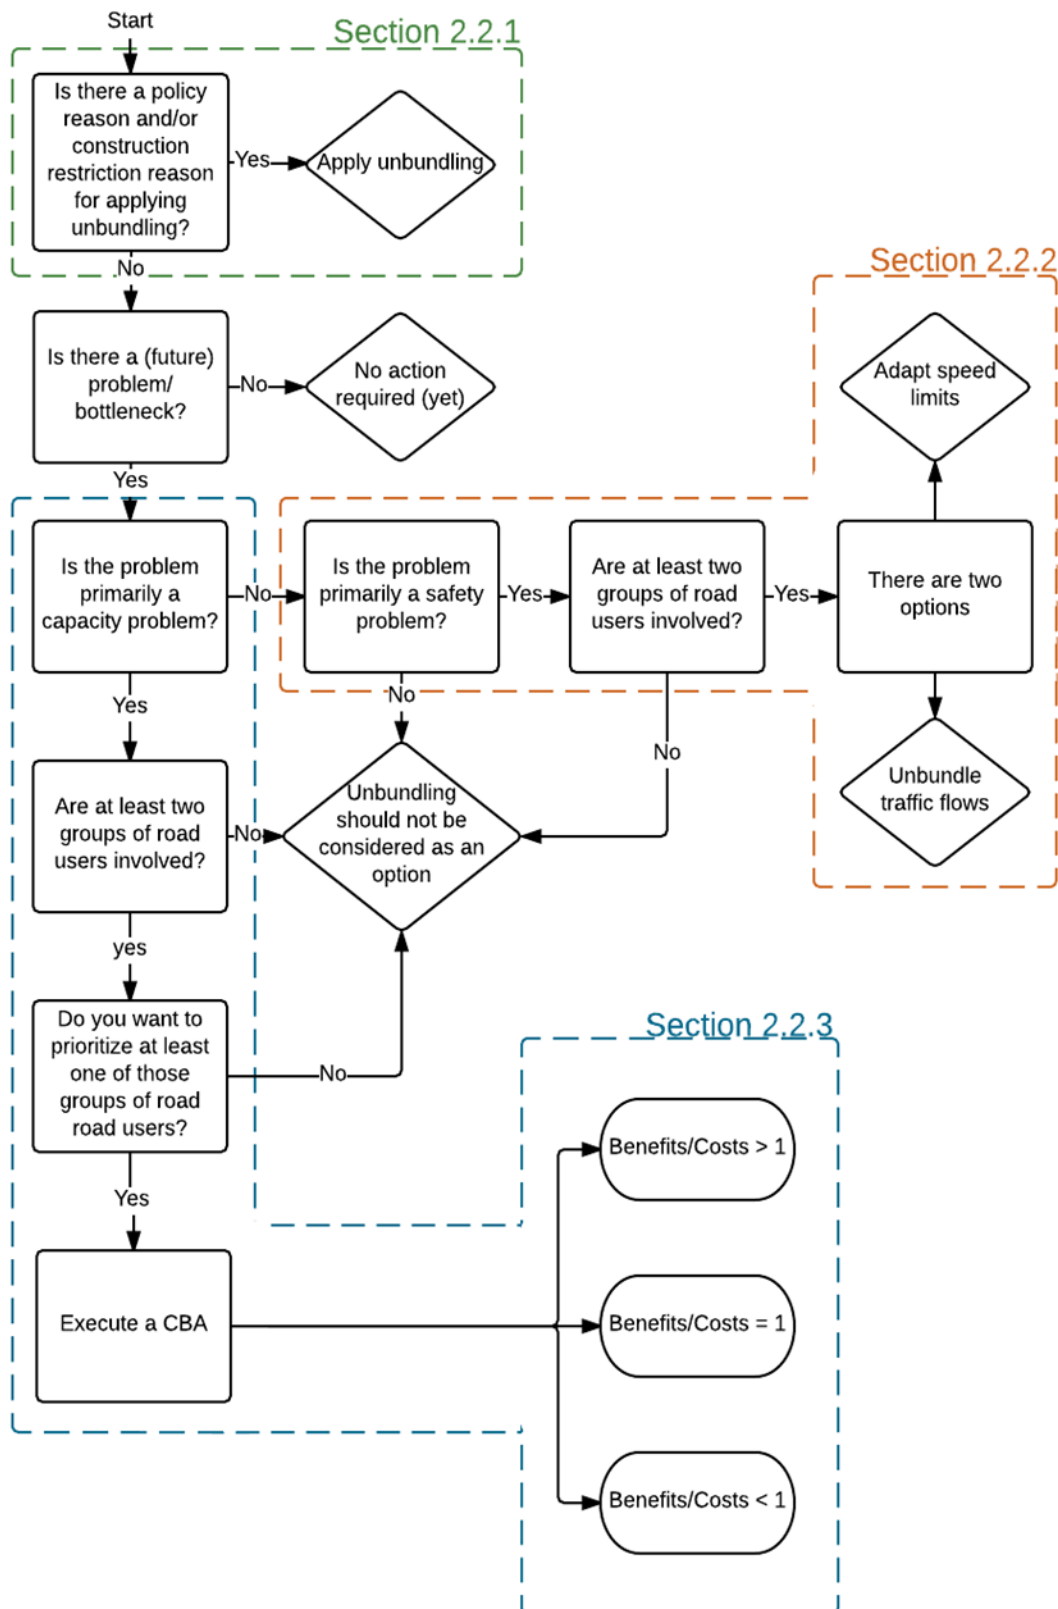 Start
Section 2.2.1
Is there a policy
reason and/or
construction
restriction reason
for applying
unbundling?
Yes
Apply unbundling
No
Section 2.2.2
Is there a (future)
problem/
bottleneck?
No
No action
required (yet)
Adapt speed
limits
Yes
Is the problem
primarily a
capacity problem?
No
Is the problem
primarily a safety
problem?
Yes
Are at least two
groups of road
users involved?
Yes
There are two
options
Yes
No
No
Are at least two
groups of road
users involved?
No
Unbundling
should not be
considered as an
option
Unbundle
traffic flows
yes
Do you want to
prioritize at least
one of those
groups of road
road users?
No
Section 2.2.3
Yes
Execute a CBA
Benefits/Costs > 1
Benefits/Costs = 1
Benefits/Costs < 1